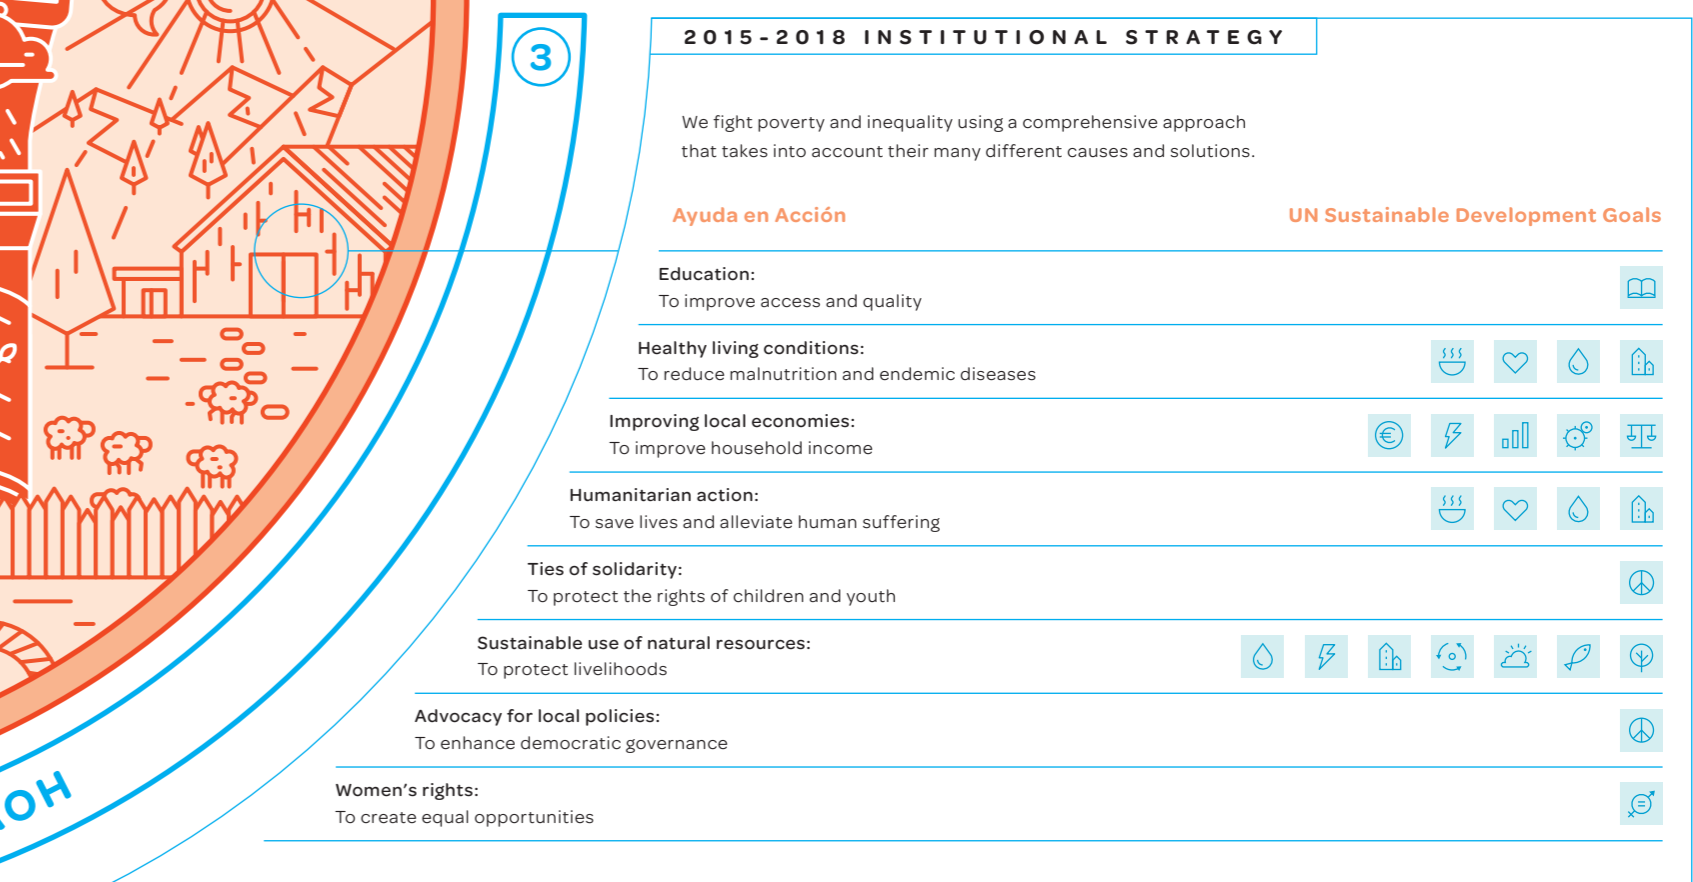 3
2015-2018 INSTITUTIONAL STRATEGY
We fight poverty and inequality using a comprehensive approach
that takes into account their many different causes and solutions.
Ayuda en Acción
UN Sustainable Development Goals
Education:
To improve access and quality
Healthy living conditions:
To reduce malnutrition and endemic diseases
Improving local economies:
To improve household income
Humanitarian action:
To save lives and alleviate human suffering
Ties of solidarity:
To protect the rights of children and youth
Sustainable use of natural resources:
To protect livelihoods
Advocacy for local policies:
To enhance democratic governance
Women's rights:
To create equal opportunities